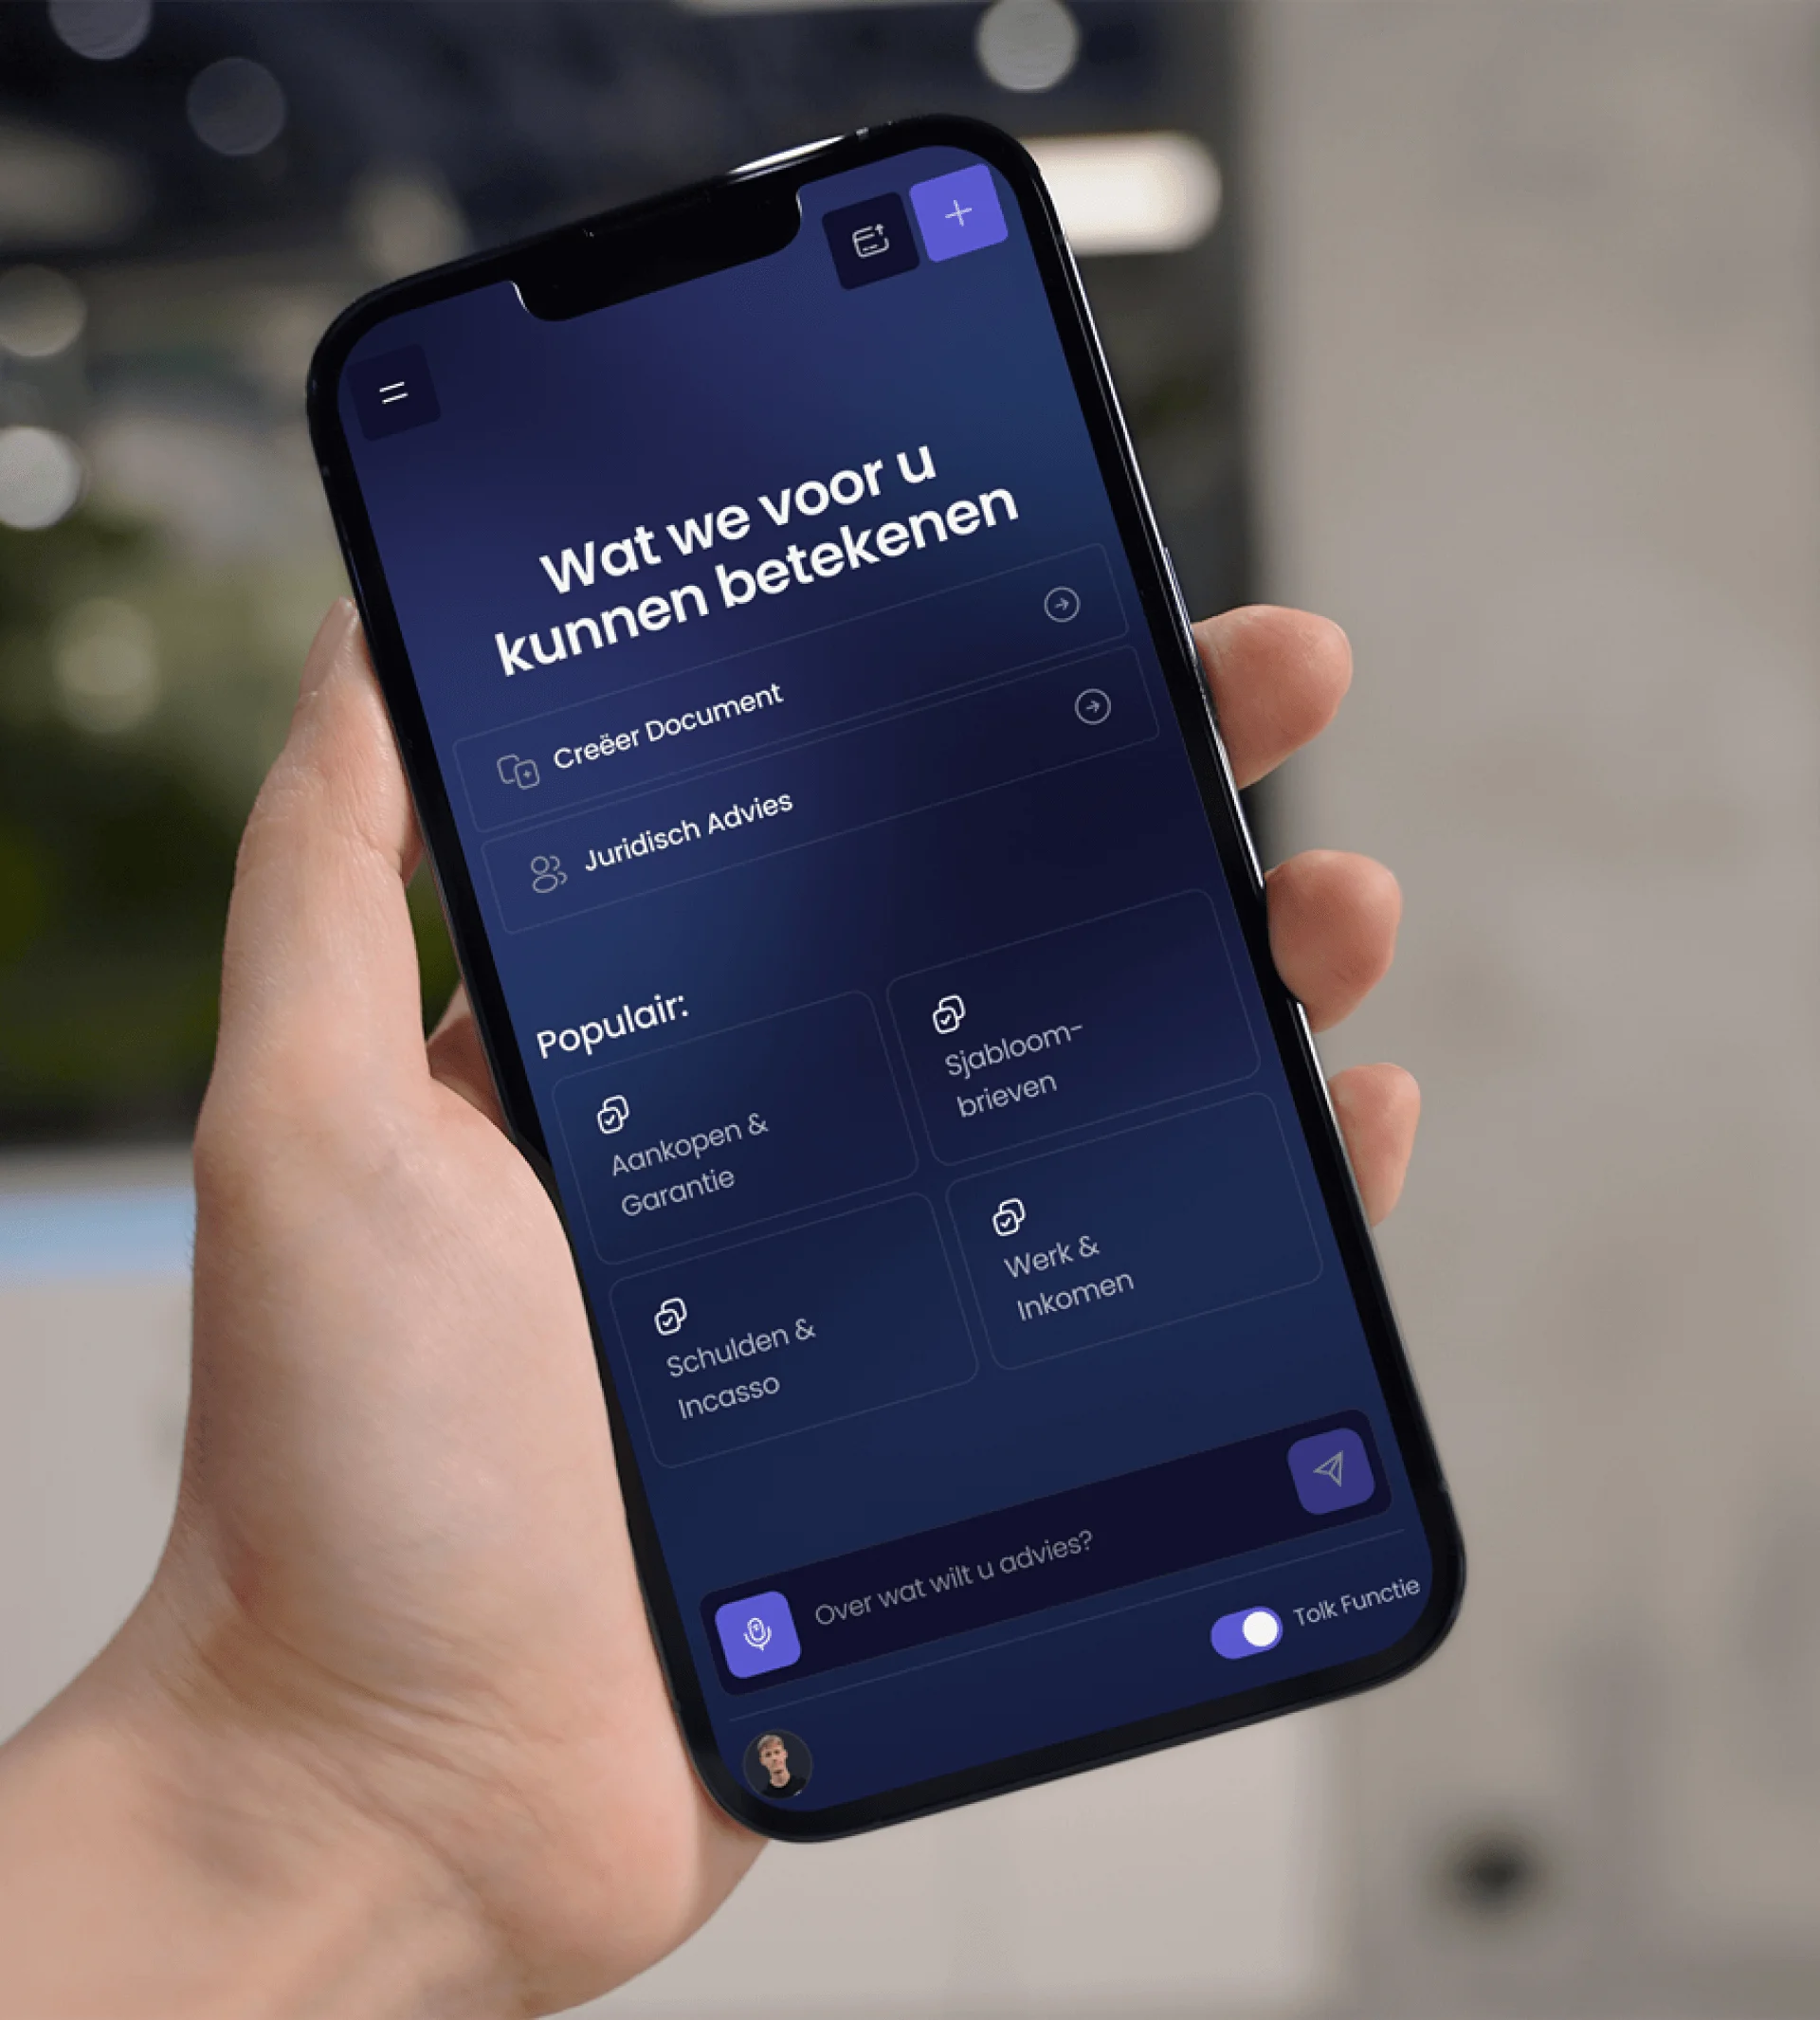 Wat we voor u
kunnen betekenen
Creëer Document
Juridisch Advies
Populair:
Aankopen &
Garantie
Sjabloom-
brieven
Schulden &
Incasso
Werk &
Inkomen
Over wat wilt u advies?
Tolk Functie